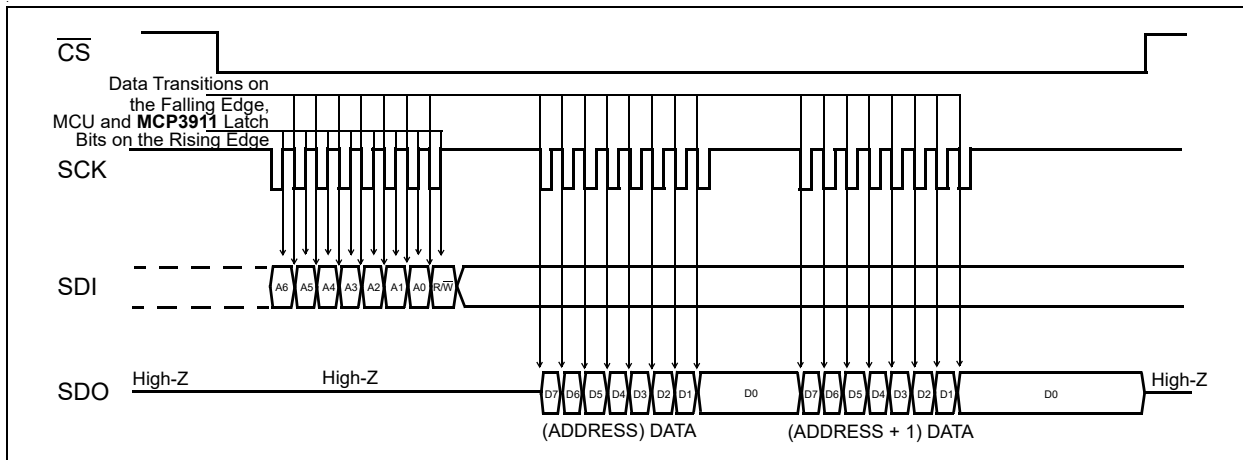 CS
Data Transitions on
the Falling Edge,
MCU and MCP3911 Latch
Bits on the Rising Edge
SCK
SDI
A6 A5 A4 A3 A2 A1 A0 R/W
SDO
High-Z
High-Z
D7 D6 D5 D4 D3 D2 D1 D0
D7 D6 D5 D4 D3 D2 D1 D0
High-Z
(ADDRESS) DATA
(ADDRESS + 1) DATA